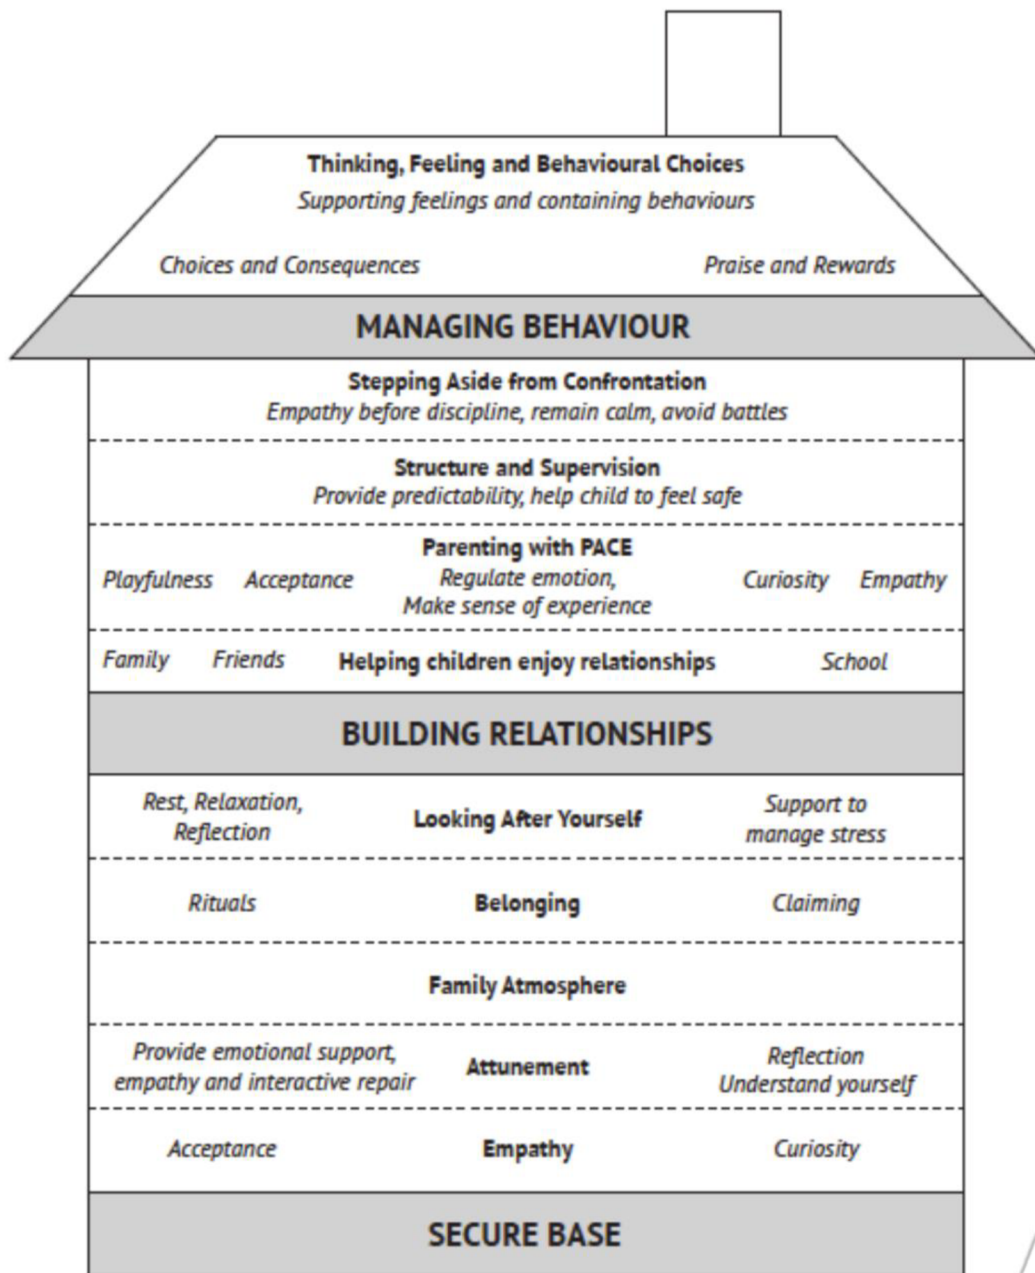 Thinking, Feeling and Behavioural Choices
Supporting feelings and containing behaviours
Choices and Consequences
Praise and Rewards
MANAGING BEHAVIOUR
Stepping Aside from Confrontation
Empathy before discipline, remain calm, avoid battles
Structure and Supervision
Provide predictability, help child to feel safe
Parenting with PACE
Playfulness
Acceptance
Regulate emotion,
Make sense of experience
Curiosity
Empathy
Family
Friends
Helping children enjoy relationships
School
BUILDING RELATIONSHIPS
Rest, Relaxation,
Reflection
Looking After Yourself
Support to
manage stress
Rituals
Belonging
Claiming
Family Atmosphere
Provide emotional support,
empathy and interactive repair
Attunement
Reflection
Understand yourself
Acceptance
Empathy
Curiosity
SECURE BASE